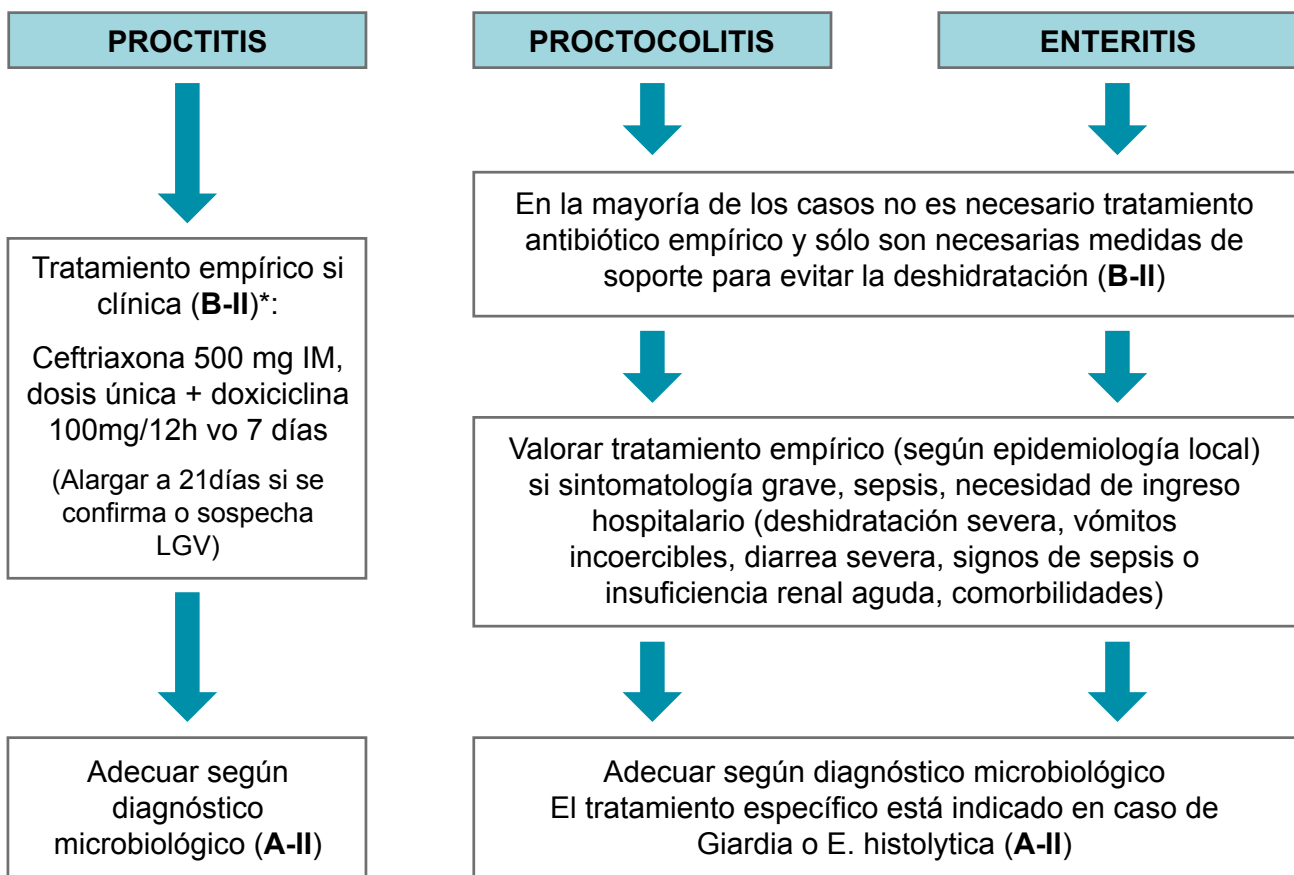 PROCTITIS
PROCTOCOLITIS
ENTERITIS
Tratamiento empírico si
clínica (B-II)*:
Ceftriaxona 500 mg IM,
dosis única + doxiciclina
100mg/12h vo 7 días
(Alargar a 21días si se
confirma o sospecha
LGV)
Adecuar según
diagnóstico
microbiológico (A-II)
En la mayoría de los casos no es necesario tratamiento
antibiótico empírico y sólo son necesarias medidas de
soporte para evitar la deshidratación (B-II)
Valorar tratamiento empírico (según epidemiología local)
si sintomatología grave, sepsis, necesidad de ingreso
hospitalario (deshidratación severa, vómitos
incoercibles, diarrea severa, signos de sepsis o
insuficiencia renal aguda, comorbilidades)
Adecuar según diagnóstico microbiológico
El tratamiento específico está indicado en caso de
Giardia o E. histolytica (A-II)